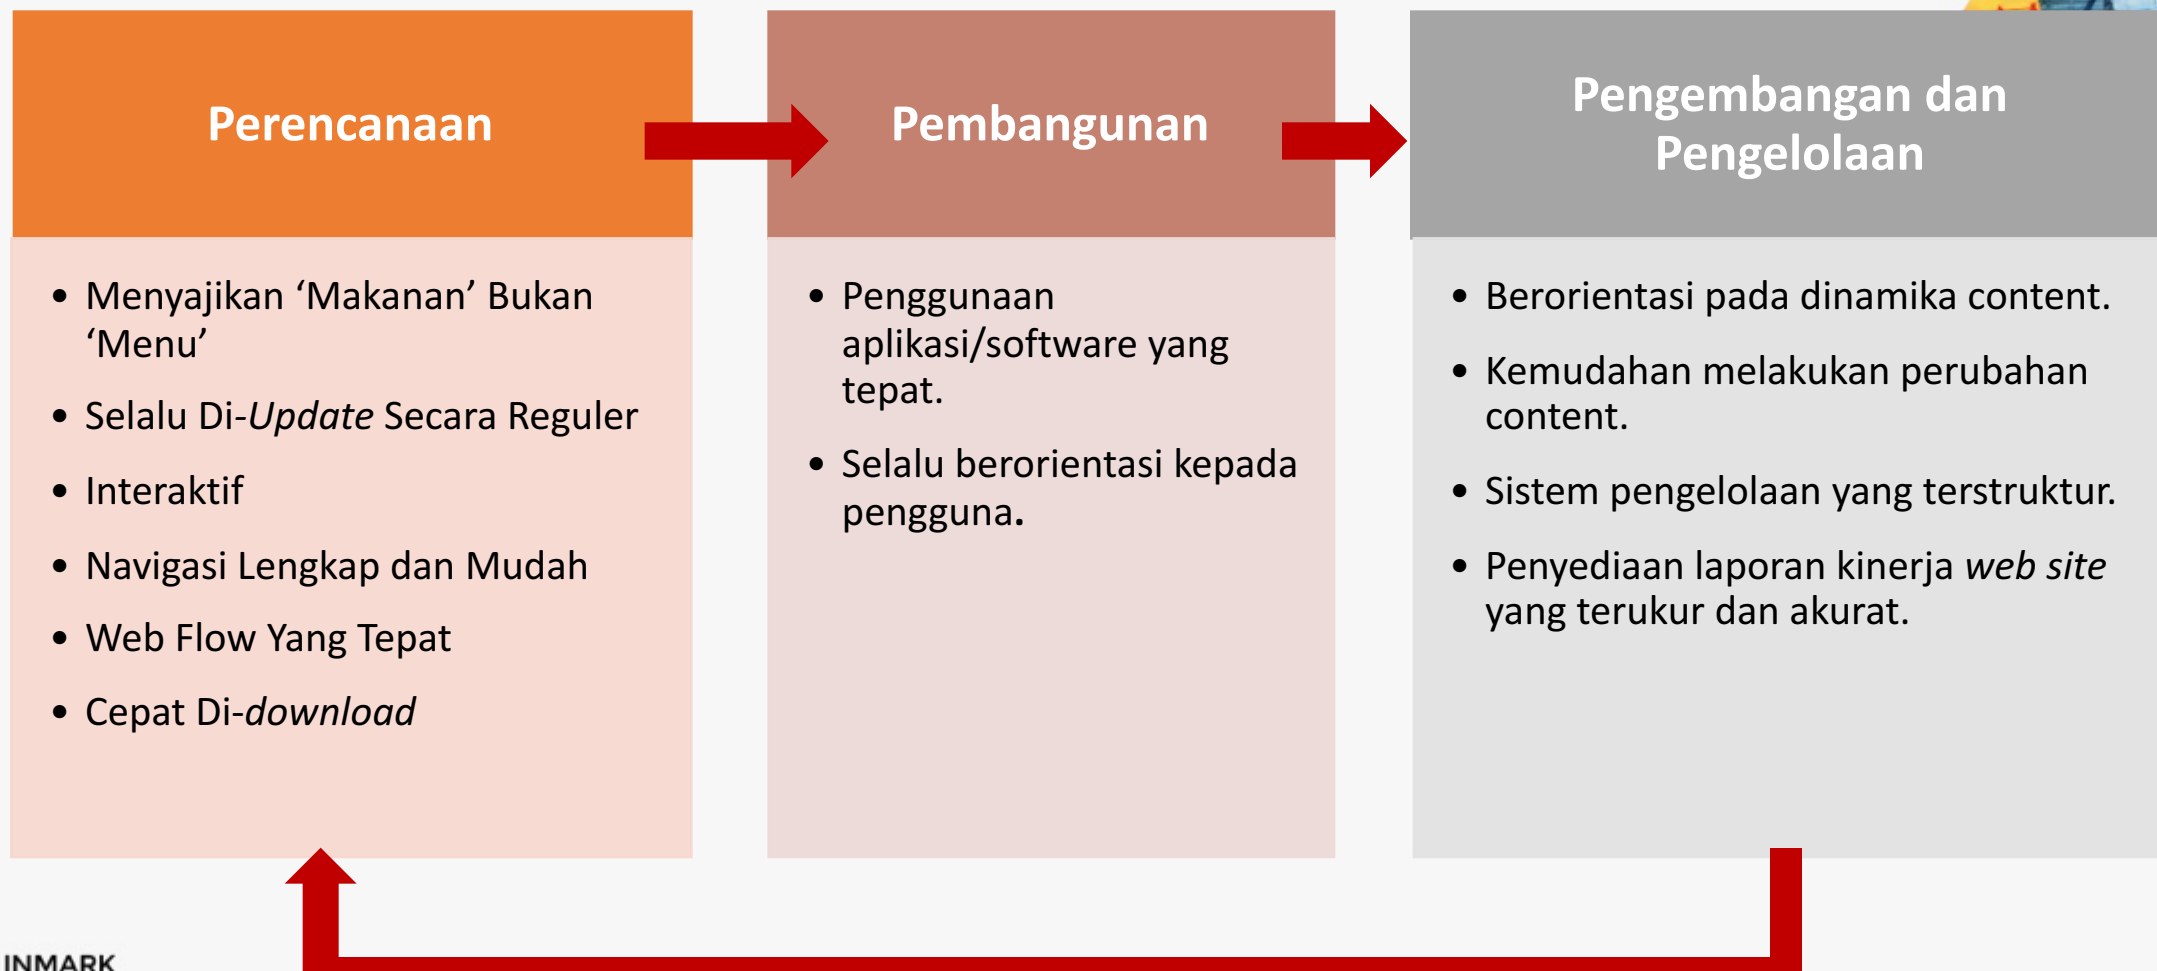 Perencanaan
• Menyajikan ‘Makanan’ Bukan
‘Menu’
• Selalu Di-Update Secara Reguler
• Interaktif
• Navigasi Lengkap dan Mudah
• Web Flow Yang Tepat
• Cepat Di-download
Pembangunan
• Penggunaan
aplikasi/software yang
tepat.
• Selalu berorientasi kepada
pengguna.
Pengembangan dan
Pengelolaan
• Berorientasi pada dinamika content.
• Kemudahan melakukan perubahan
content.
• Sistem pengelolaan yang terstruktur.
• Penyediaan laporan kinerja web site
yang terukur dan akurat.
INMARK